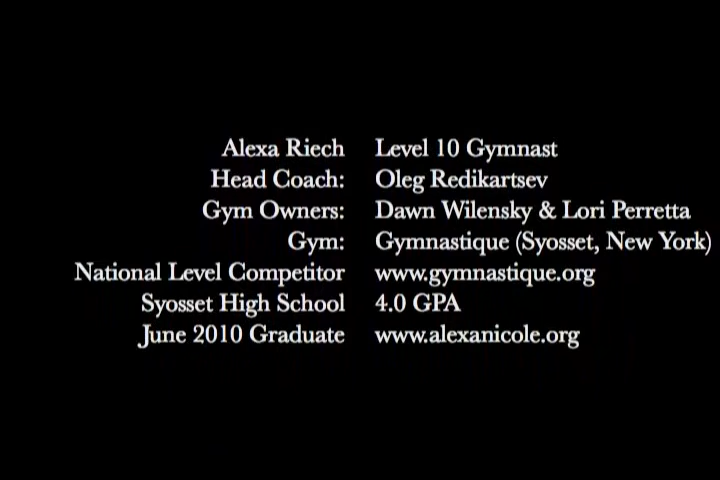 Alexa Riech Level 10 Gymnast
Head Coach: Oleg Redikartsev
Gym Owners: Dawn Wilensky & Lori Perretta
Gym: Gymnastique (Syosset, New York)
National Level Competitor www.gymnastique.org
Syosset High School 4.0 GPA
June 2010 Graduate www.alexanicole.org